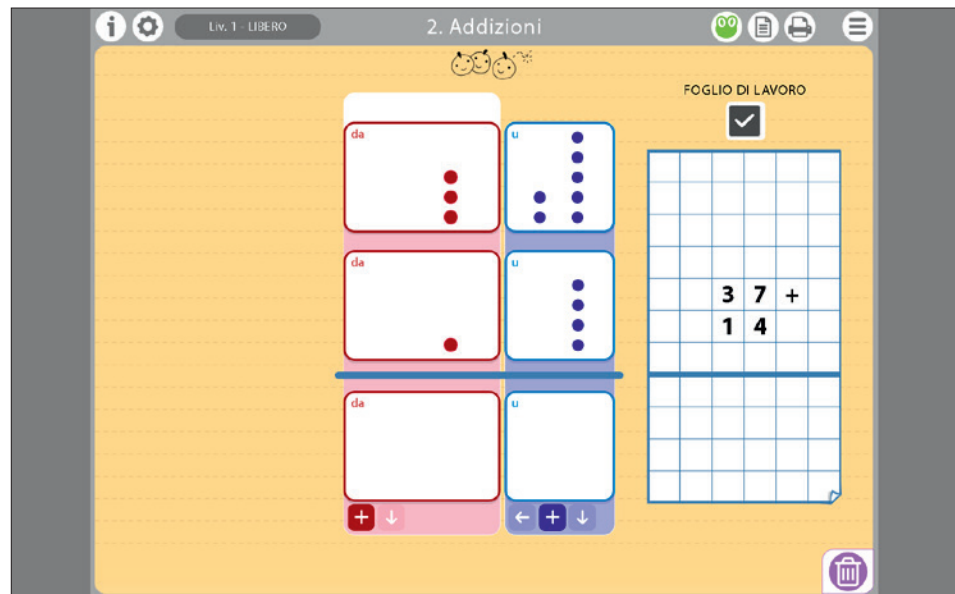 Liv. 1 - LIBERO
2. Addizioni
FOGLIO DI LAVORO
da
u
da
u
3 7 +
1 4
da
u
+
+